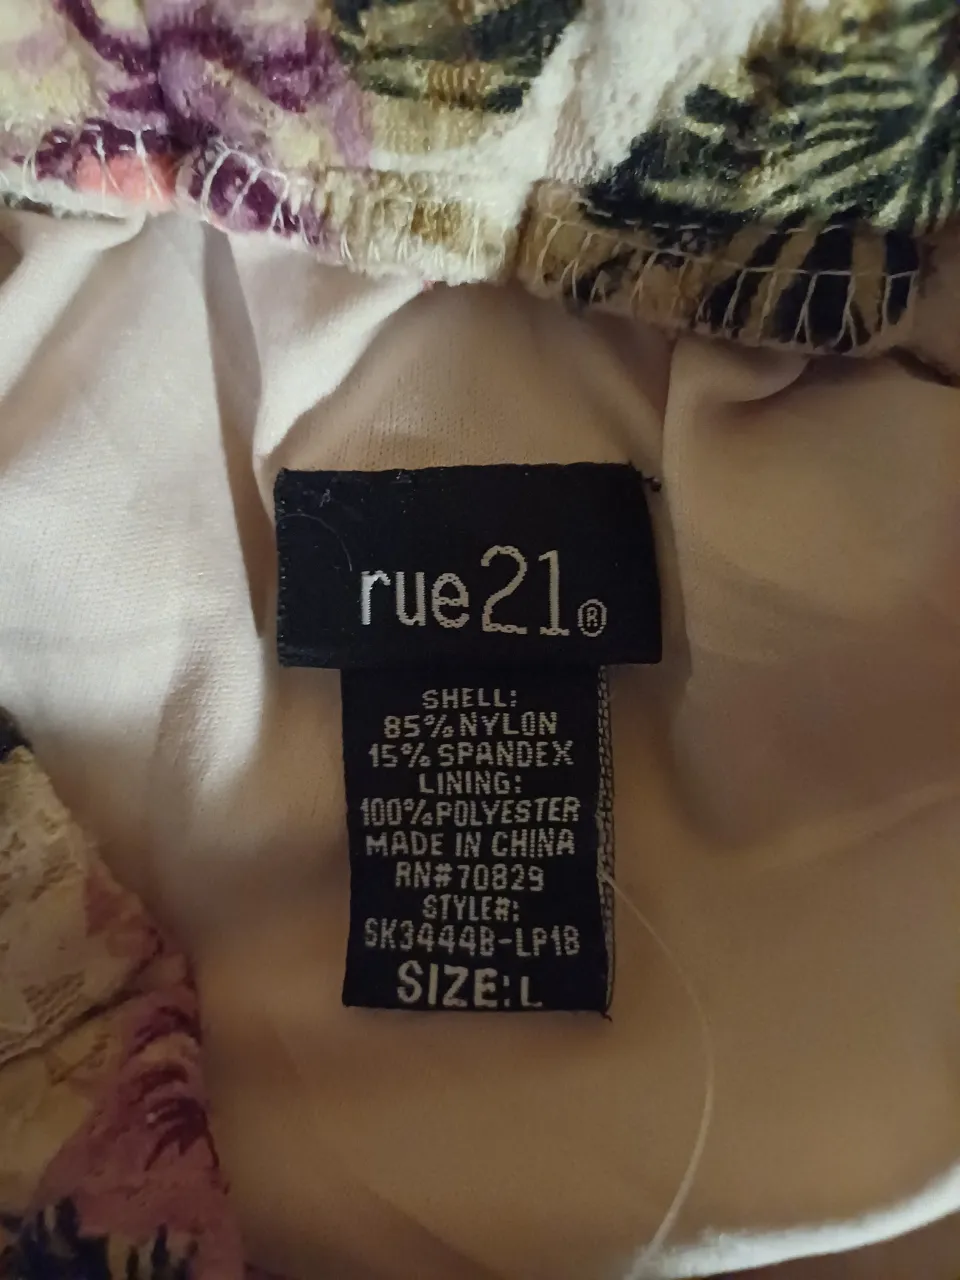 rue21®
SHELL:
85% NYLON
15% SPANDEX
LINING:
100% POLYESTER
MADE IN CHINA
RN# 70829
STYLE#:
SK3444B-LP18
SIZE: L